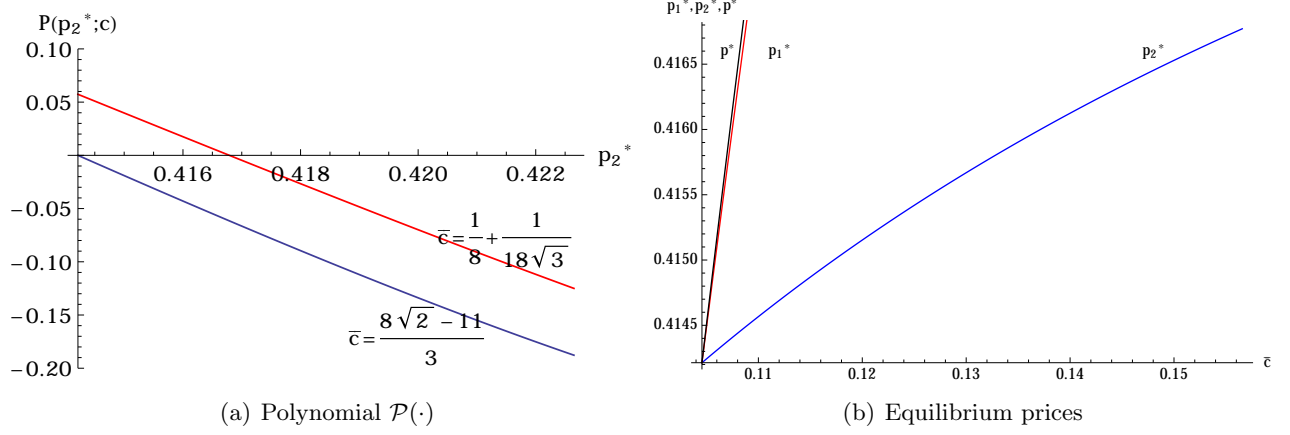 P(p₂*;c)
0.10
0.05
−0.05
−0.10
−0.15
−0.20
0.416 0.418 0.420 0.422
p₂*
c̅=1/8+1/(18√3)
c̅=(8√2 −11)/3
(a) Polynomial 𝒫(·)
p₁*,p₂*,p*
0.4165
0.4160
0.4155
0.4150
0.4145
p* p₁* p₂*
0.11 0.12 0.13 0.14 0.15
c̅
(b) Equilibrium prices